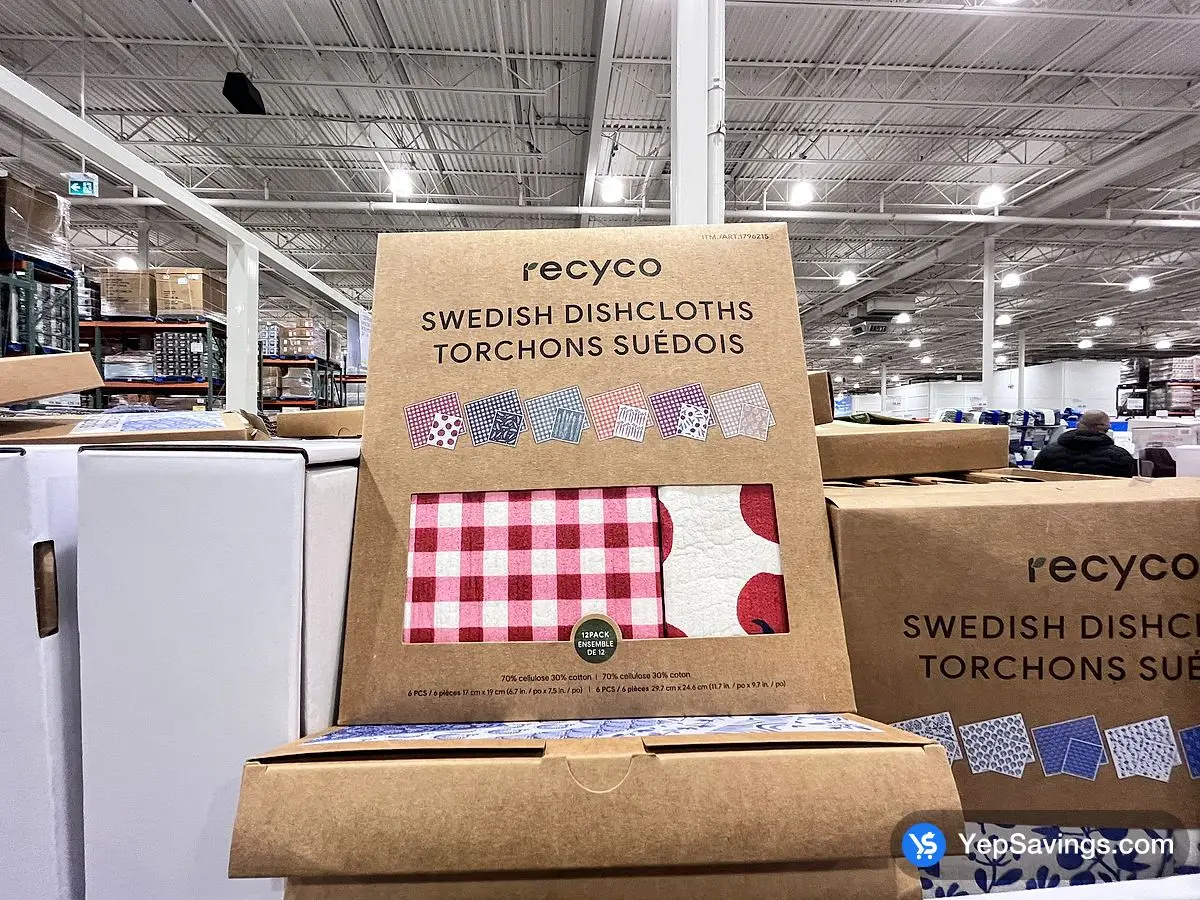 ITM./ART.1796215
recyco
SWEDISH DISHCLOTHS
TORCHONS SUÉDOIS
12 PACK
ENSEMBLE
DE 12
70% cellulose 30% cotton | 70% cellulose 30% coton
6 PCS / 6 pièces 17 cm x 19 cm (6.7 in. / po x 7.5 in. / po) | 6 PCS / 6 pièces 29.7 cm x 24.6 cm (11.7 in. / po x 9.7 in. / po)
recyco
SWEDISH DISHCL
TORCHONS SUÉ
YepSavings.com